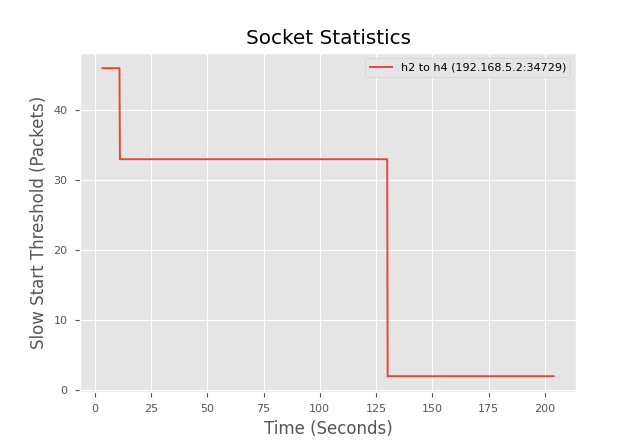 Socket Statistics
h2 to h4 (192.168.5.2:34729)
Slow Start Threshold (Packets)
40
30
20
10
0
0 25 50 75 100 125 150 175 200
Time (Seconds)